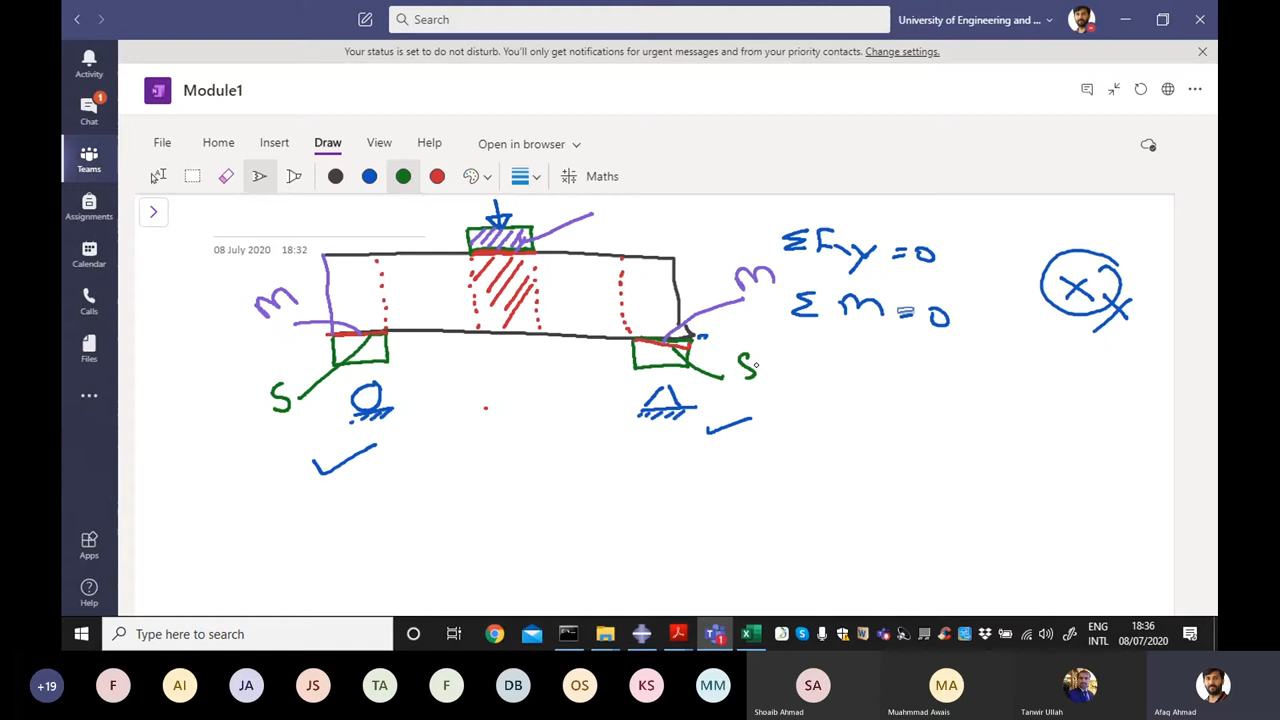 Search
University of Engineering and ...
Your status is set to do not disturb. You'll only get notifications for urgent messages and from your priority contacts. Change settings.
Activity
Chat
1
Teams
Assignments
Calendar
Calls
Files
Apps
Help
Module1
File Home Insert Draw View Help Open in browser
Maths
08 July 2020 18:32
m
m
S
S
ΣFy = 0
Σ m = 0
Type here to search
1
ENG
INTL
18:36
08/07/2020
+19 F AI JA JS TA F DB OS KS MM SA MA
Shoaib Ahmad
Muahmmad Awais
Tanwir Ullah
Afaq Ahmad